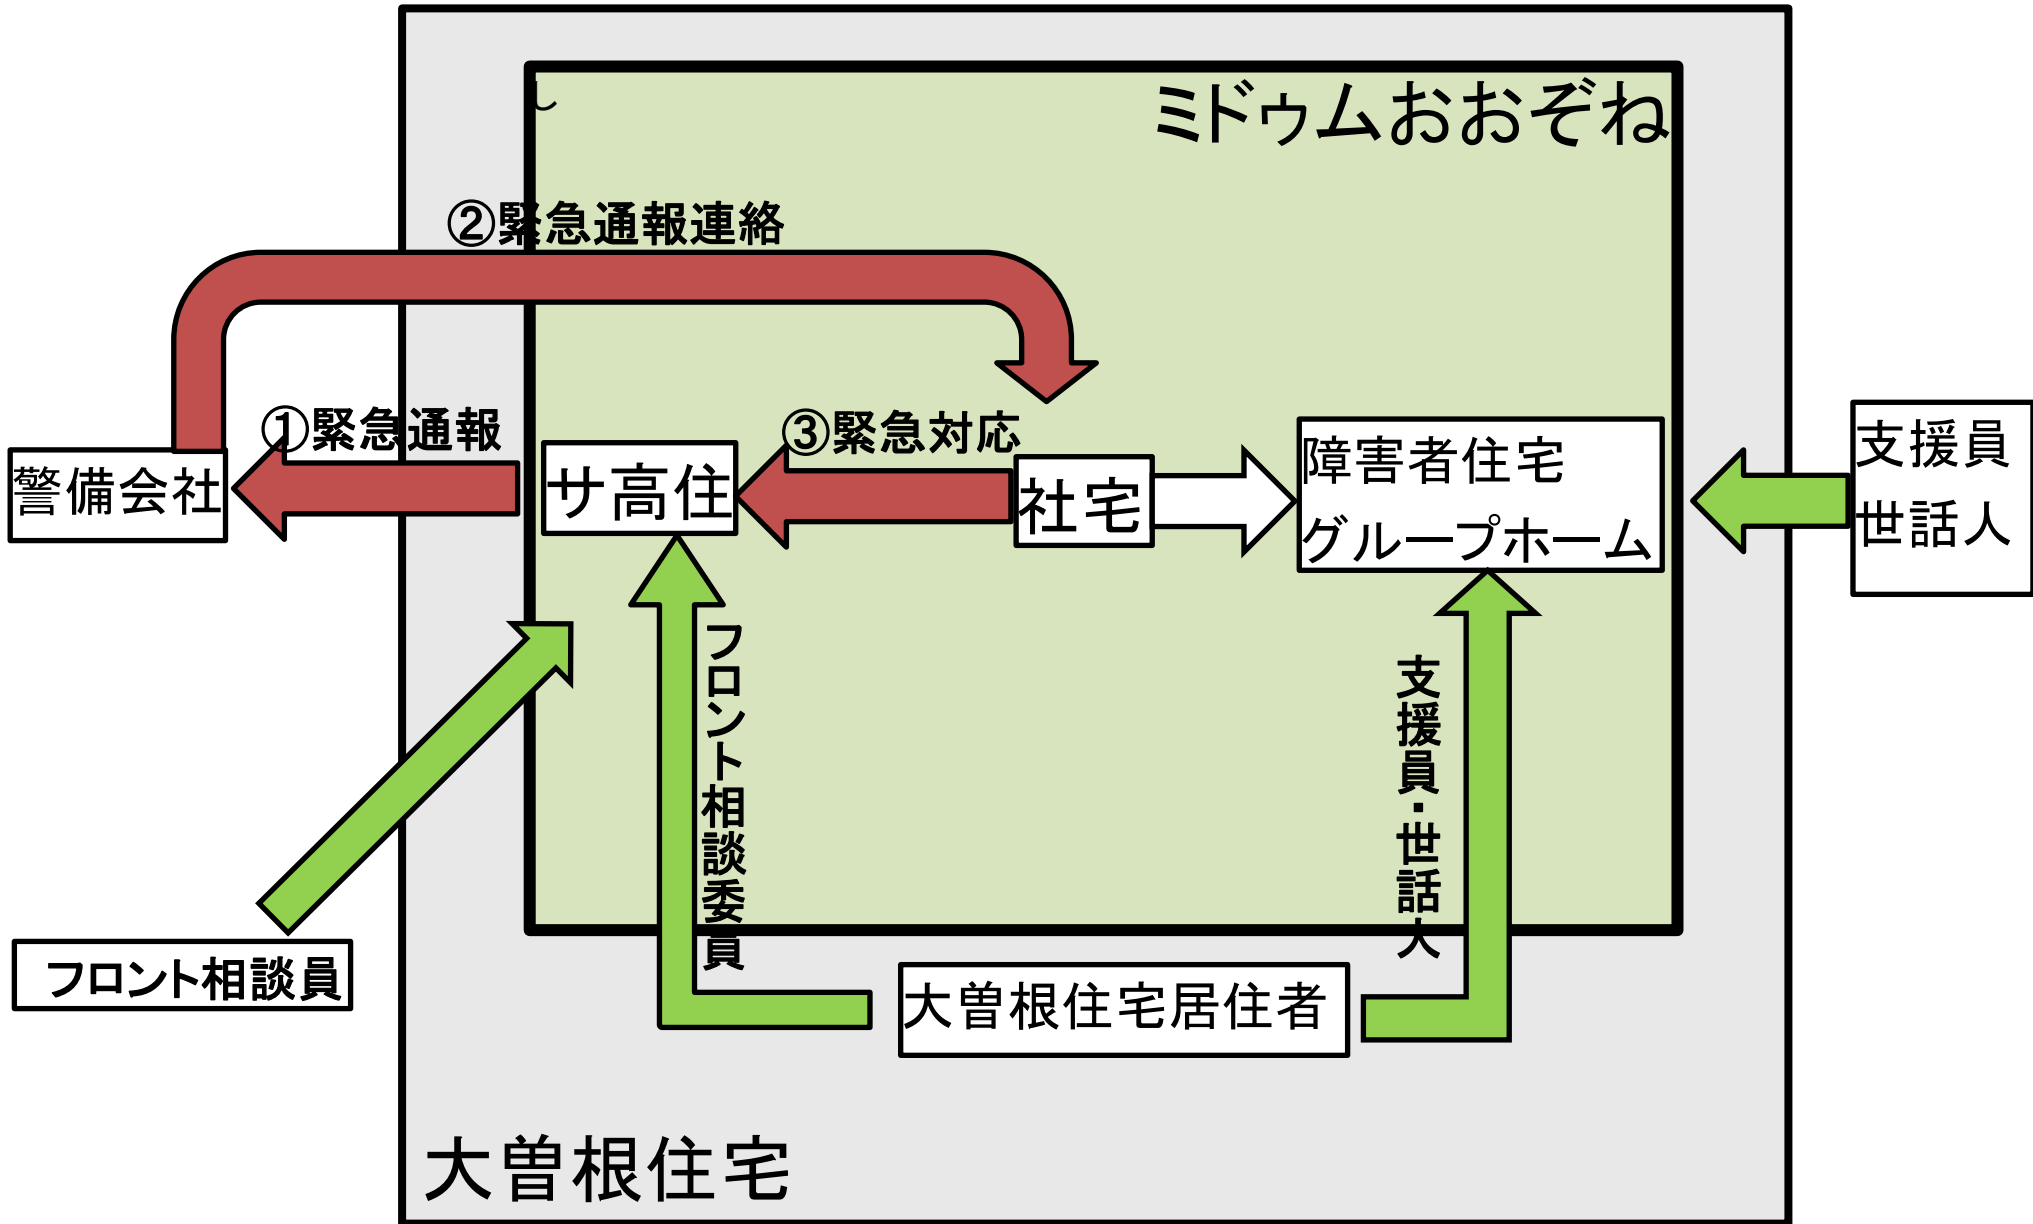 し
ミドゥムおおぞね
②緊急通報連絡
①緊急通報
③緊急対応
警備会社
サ高住
社宅
障害者住宅
グループホーム
支援員
世話人
フロント相談委員
支援員・世話人
フロント相談員
大曽根住宅居住者
大曽根住宅